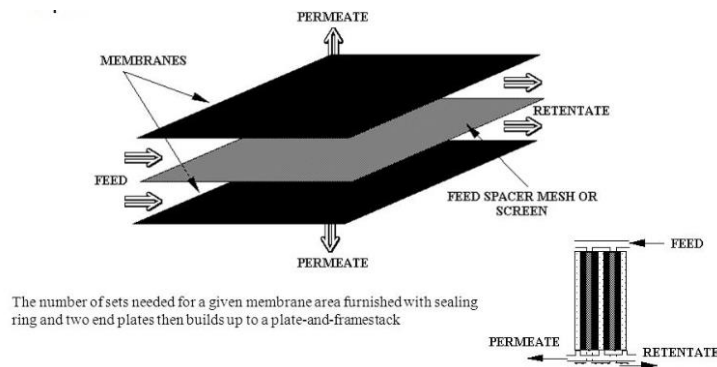 PERMEATE
MEMBRANES
RETENTATE
FEED
FEED SPACER MESH OR
SCREEN
PERMEATE
FEED
The number of sets needed for a given membrane area furnished with sealing
ring and two end plates then builds up to a plate-and-framestack
PERMEATE
RETENTATE